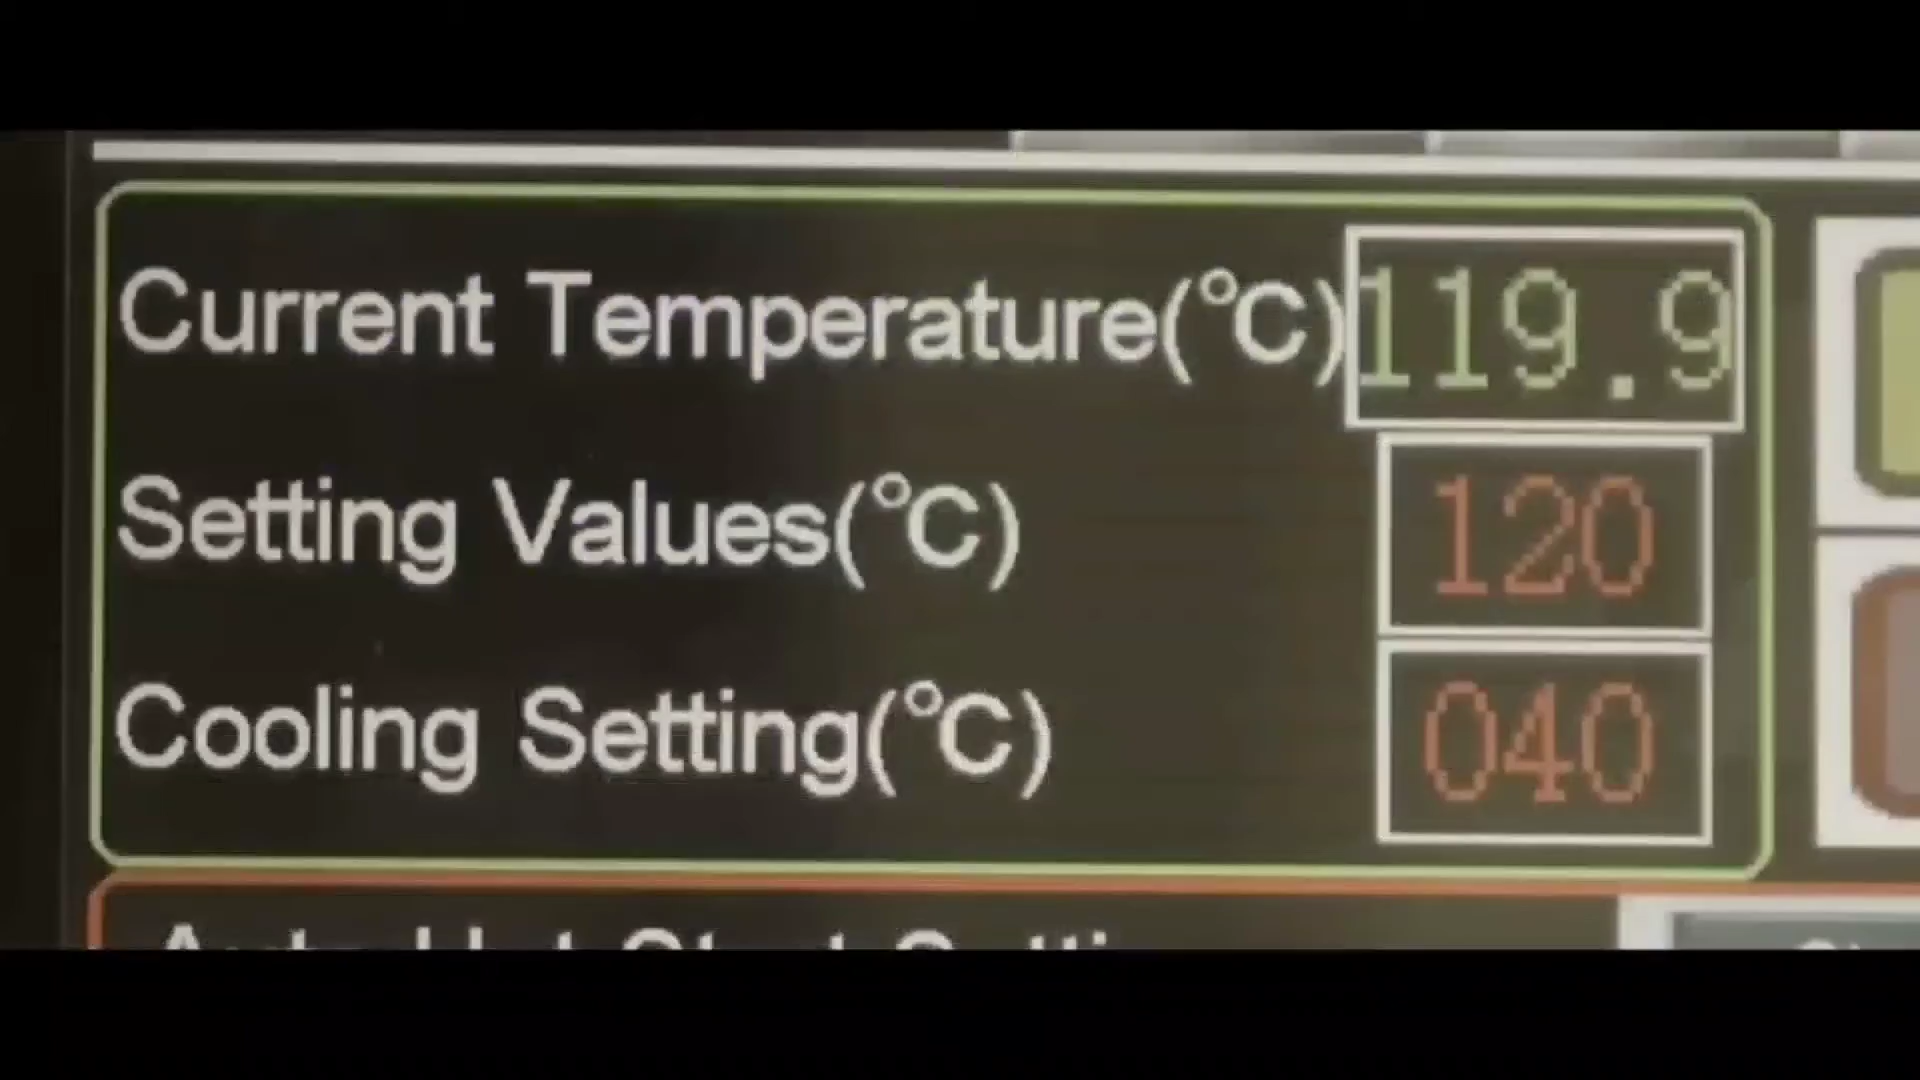 Current Temperature(℃) 119.9
Setting Values(℃) 120
Cooling Setting(℃) 040